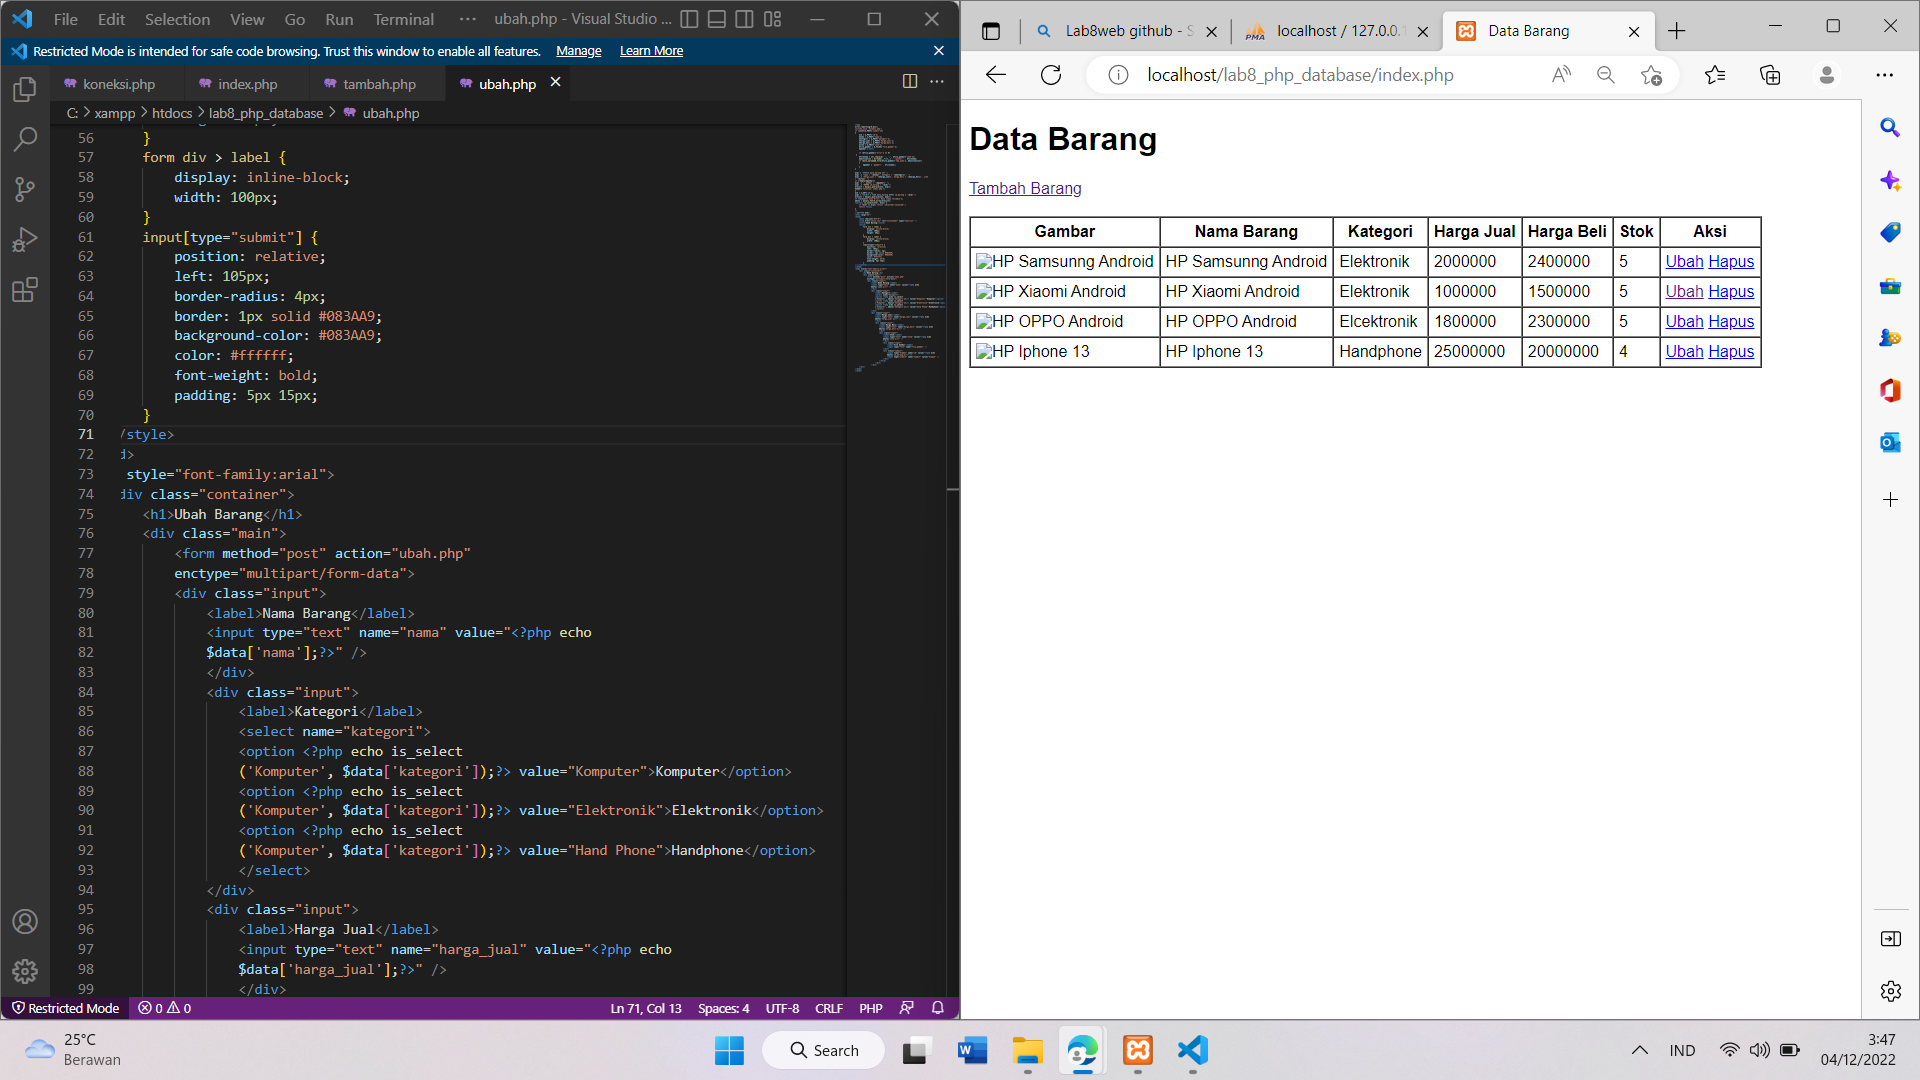 File Edit Selection View Go Run Terminal ··· ubah.php - Visual Studio ...
Restricted Mode is intended for safe code browsing. Trust this window to enable all features. Manage Learn More
koneksi.php index.php tambah.php ubah.php
C: > xampp > htdocs > lab8_php_database > ubah.php
56 }
57 form div > label {
58 display: inline-block;
59 width: 100px;
60 }
61 input[type="submit"] {
62 position: relative;
63 left: 105px;
64 border-radius: 4px;
65 border: 1px solid #083AA9;
66 background-color: #083AA9;
67 color: #ffffff;
68 font-weight: bold;
69 padding: 5px 15px;
70 }
71 /style>
72 d>
73 style="font-family:arial">
74 div class="container">
75 <h1>Ubah Barang</h1>
76 <div class="main">
77 <form method="post" action="ubah.php"
78 enctype="multipart/form-data">
79 <div class="input">
80 <label>Nama Barang</label>
81 <input type="text" name="nama" value="<?php echo
82 $data['nama'];?>" />
83 </div>
84 <div class="input">
85 <label>Kategori</label>
86 <select name="kategori">
87 <option <?php echo is_select
88 ('Komputer', $data['kategori']);?> value="Komputer">Komputer</option>
89 <option <?php echo is_select
90 ('Komputer', $data['kategori']);?> value="Elektronik">Elektronik</option>
91 <option <?php echo is_select
92 ('Komputer', $data['kategori']);?> value="Hand Phone">Handphone</option>
93 </select>
94 </div>
95 <div class="input">
96 <label>Harga Jual</label>
97 <input type="text" name="harga_jual" value="<?php echo
98 $data['harga_jual'];?>" />
99 </div>
Restricted Mode 0 0 Ln 71, Col 13 Spaces: 4 UTF-8 CRLF PHP
Lab8web github - S localhost / 127.0.0.1 Data Barang
PMA
localhost/lab8_php_database/index.php
Data Barang
Tambah Barang
Gambar Nama Barang Kategori Harga Jual Harga Beli Stok Aksi
HP Samsunng Android HP Samsunng Android Elektronik 2000000 2400000 5 Ubah Hapus
HP Xiaomi Android HP Xiaomi Android Elektronik 1000000 1500000 5 Ubah Hapus
HP OPPO Android HP OPPO Android Elcektronik 1800000 2300000 5 Ubah Hapus
HP Iphone 13 HP Iphone 13 Handphone 25000000 20000000 4 Ubah Hapus
25°C
Berawan
Search
IND
3:47
04/12/2022